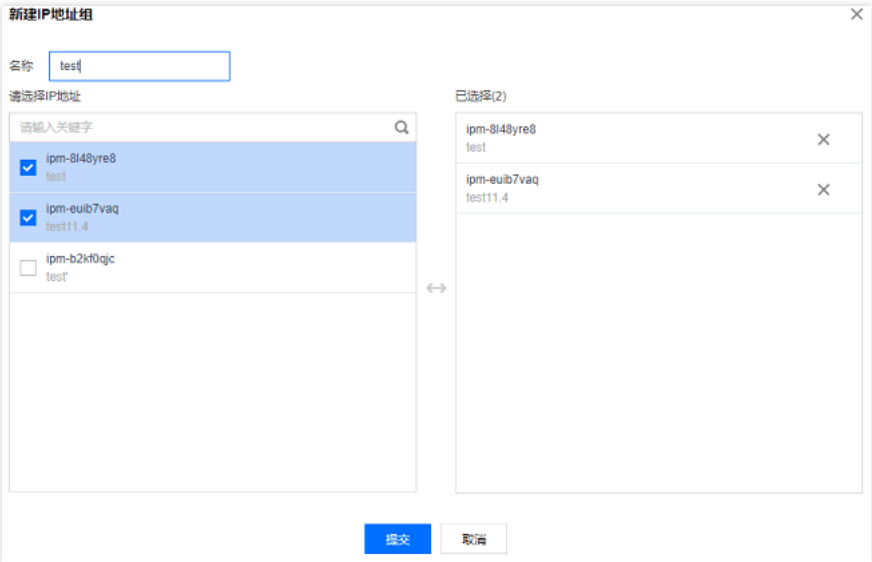 新建IP地址组
名称 test
请选择IP地址
请输入关键字
ipm-8l48yre8
test
ipm-euib7vaq
test11.4
ipm-b2kf0qjc
test'
已选择(2)
ipm-8l48yre8
test
ipm-euib7vaq
test11.4
提交 取消